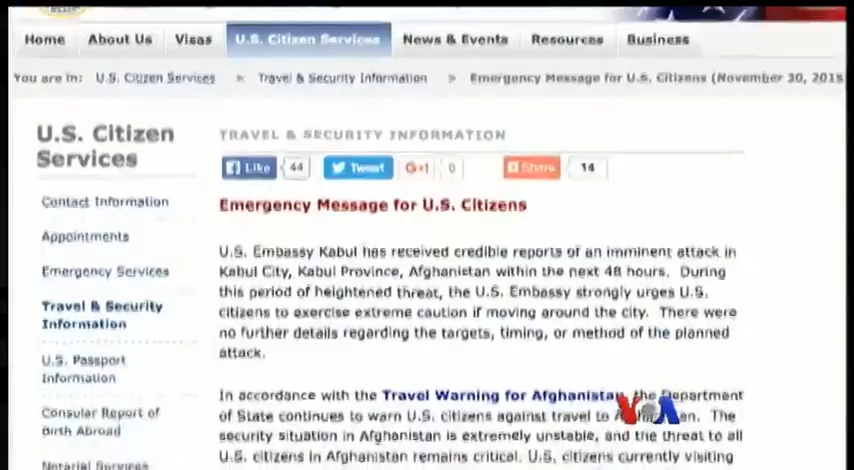 Home About Us Visas U.S. Citizen Services News & Events Resources Business
You are in: U.S. Citizen Services > Travel & Security Information > Emergency Message for U.S. Citizens (November 30, 2015
U.S. Citizen
Services
Contact Information
Appointments
Emergency Services
Travel & Security
Information
U.S. Passport
Information
Consular Report of
Birth Abroad
Notarial Services
TRAVEL & SECURITY INFORMATION
Like 44 Tweet G+1 0 Share 14
Emergency Message for U.S. Citizens
U.S. Embassy Kabul has received credible reports of an imminent attack in
Kabul City, Kabul Province, Afghanistan within the next 48 hours. During
this period of heightened threat, the U.S. Embassy strongly urges U.S.
citizens to exercise extreme caution if moving around the city. There were
no further details regarding the targets, timing, or method of the planned
attack.
In accordance with the Travel Warning for Afghanistan, the Department
of State continues to warn U.S. citizens against travel to The
security situation in Afghanistan is extremely unstable, and the threat to all
U.S. citizens in Afghanistan remains critical. U.S. citizens currently visiting
VOA